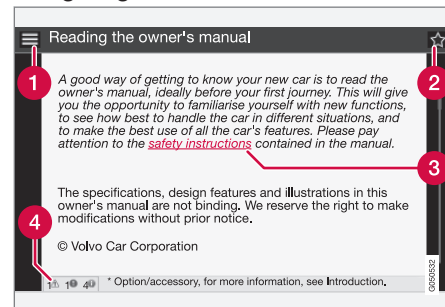 Reading the owner's manual
1
2
A good way of getting to know your new car is to read the
owner's manual, ideally before your first journey. This will give
you the opportunity to familiarise yourself with new functions,
to see how best to handle the car in different situations, and
to make the best use of all the car's features. Please pay
attention to the safety instructions contained in the manual.
3
The specifications, design features and illustrations in this
owner's manual are not binding. We reserve the right to make
modifications without prior notice.
4
© Volvo Car Corporation
1 1 4 * Option/accessory, for more information, see Introduction.
G050532